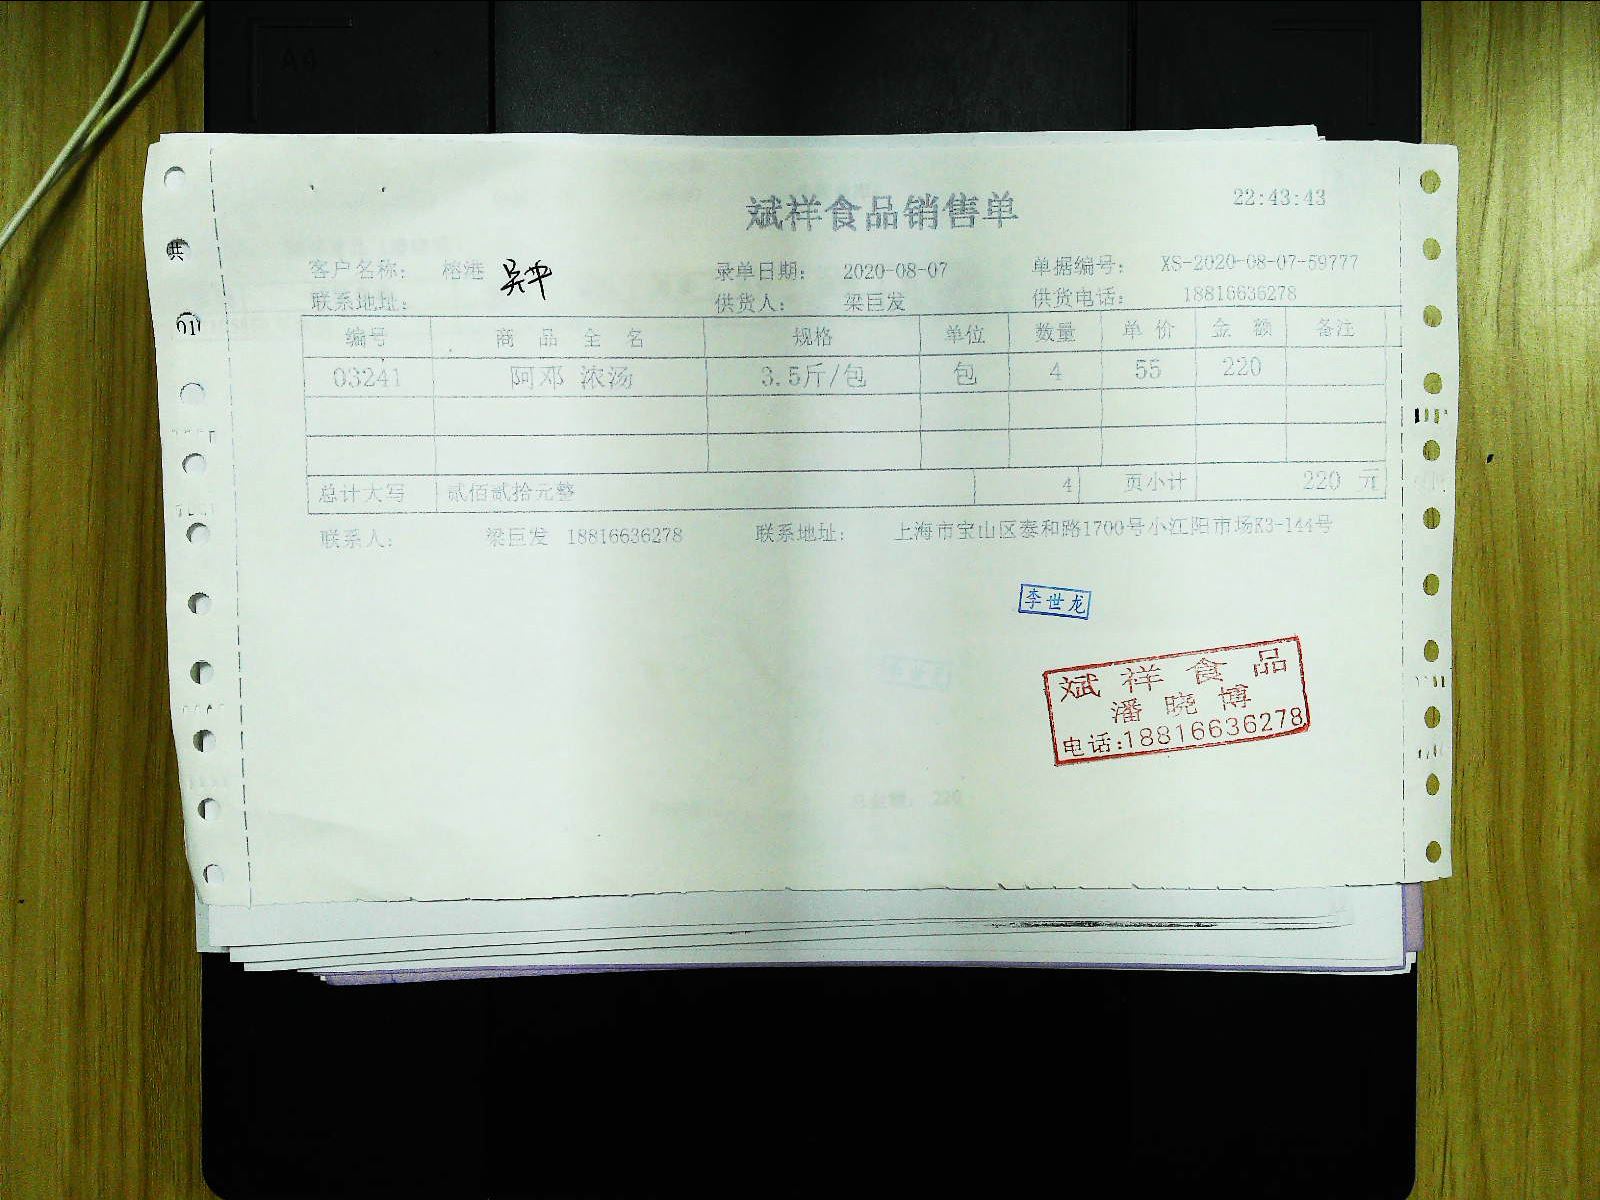 斌祥食品销售单
22:43:43
客户名称： 榕港 录单日期： 2020-08-07 单据编号： XS-2020-08-07-59777
联系地址： 供货人： 梁巨发 供货电话： 18816636278
编号 商品全名 规格 单位 数量 单价 金额 备注
03241 阿邓 浓汤 3.5斤/包 包 4 55 220
总计大写 贰佰贰拾元整 4 页小计 220 元
联系人： 梁巨发 18816636278 联系地址： 上海市宝山区泰和路1700号小江阳市场K3-144号
李世龙
斌祥食品
潘晓博
电话:18816636278